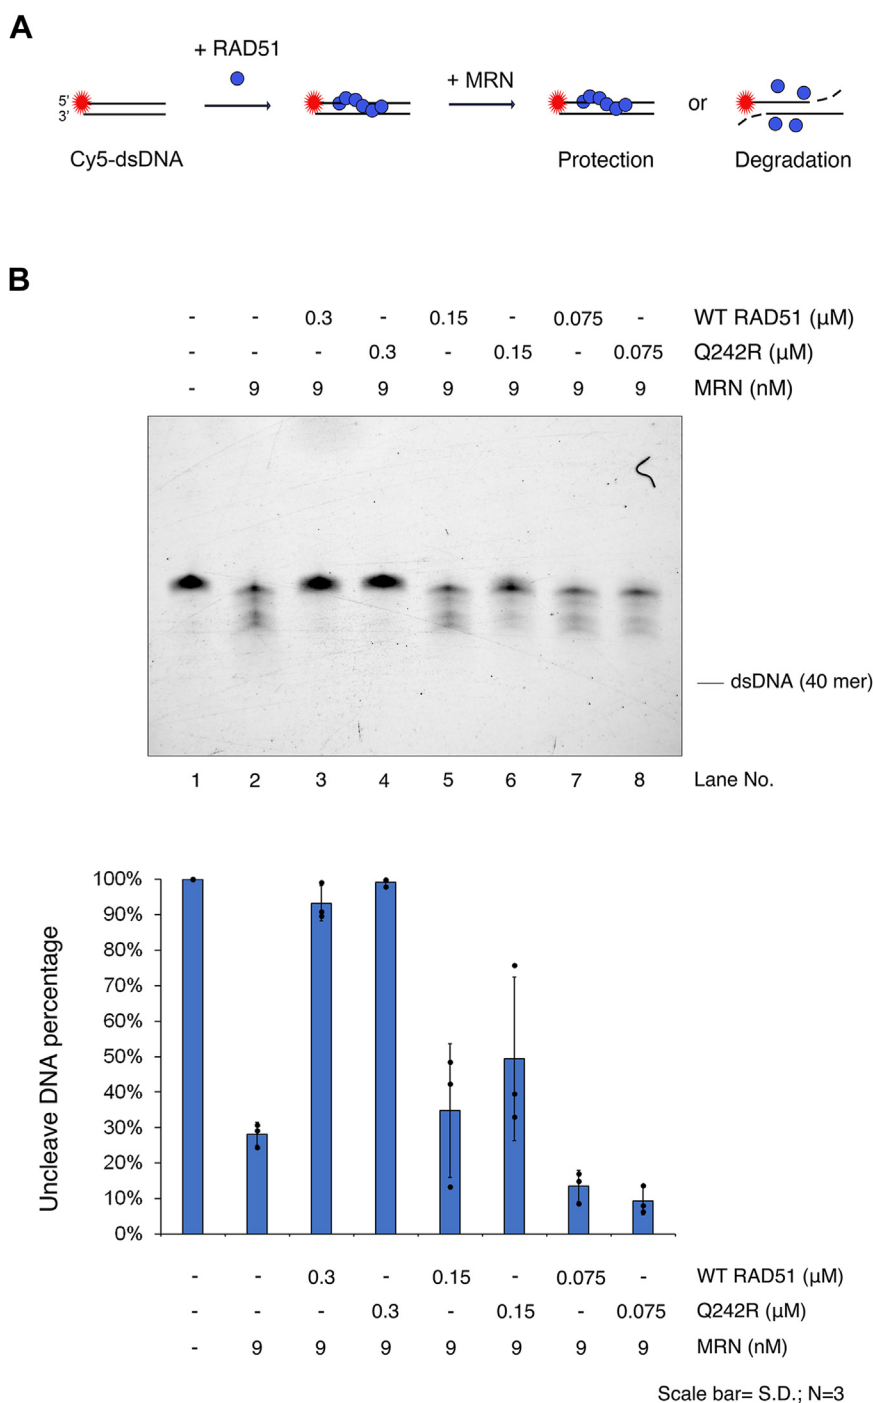 A
+ RAD51
+ MRN
5'
3'
or
Cy5-dsDNA
Protection
Degradation
B
- - 0.3 - 0.15 - 0.075 - WT RAD51 (μM)
- - - 0.3 - 0.15 - 0.075 Q242R (μM)
- 9 9 9 9 9 9 9 MRN (nM)
dsDNA (40 mer)
1 2 3 4 5 6 7 8 Lane No.
Uncleave DNA percentage
100%
90%
80%
70%
60%
50%
40%
30%
20%
10%
0%
- - 0.3 - 0.15 - 0.075 - WT RAD51 (μM)
- - - 0.3 - 0.15 - 0.075 Q242R (μM)
- 9 9 9 9 9 9 9 MRN (nM)
Scale bar= S.D.; N=3